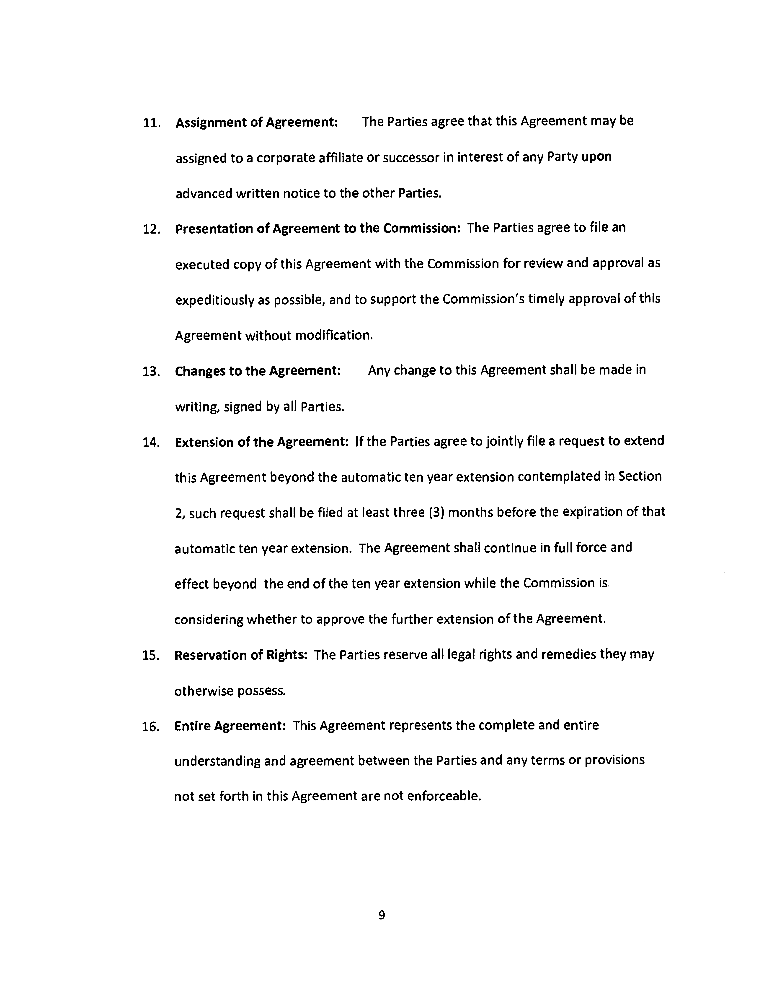 11. Assignment of Agreement: The Parties agree that this Agreement may be
assigned to a corporate affiliate or successor in interest of any Party upon
advanced written notice to the other Parties.
12. Presentation of Agreement to the Commission: The Parties agree to file an
executed copy of this Agreement with the Commission for review and approval as
expeditiously as possible, and to support the Commission's timely approval of this
Agreement without modification.
13. Changes to the Agreement: Any change to this Agreement shall be made in
writing, signed by all Parties.
14. Extension of the Agreement: If the Parties agree to jointly file a request to extend
this Agreement beyond the automatic ten year extension contemplated in Section
2, such request shall be filed at least three (3) months before the expiration of that
automatic ten year extension. The Agreement shall continue in full force and
effect beyond the end of the ten year extension while the Commission is
considering whether to approve the further extension of the Agreement.
15. Reservation of Rights: The Parties reserve all legal rights and remedies they may
otherwise possess.
16. Entire Agreement: This Agreement represents the complete and entire
understanding and agreement between the Parties and any terms or provisions
not set forth in this Agreement are not enforceable.
9